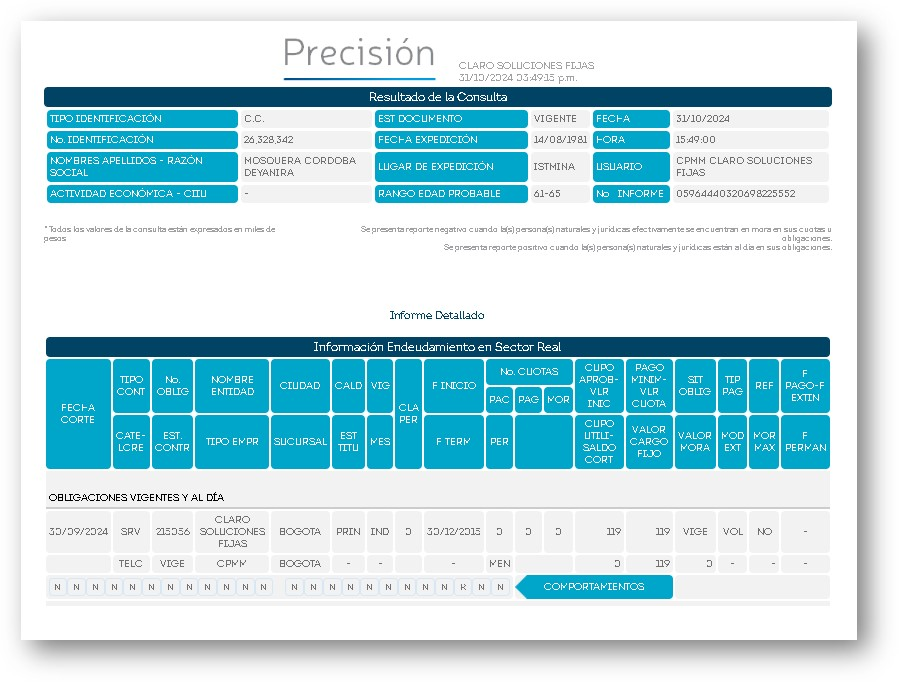 Precisión
CLARO SOLUCIONES FIJAS
31/10/2024 03:49:15 p.m.
Resultado de la Consulta
TIPO IDENTIFICACIÓN C.C. EST DOCUMENTO VIGENTE FECHA 31/10/2024
No. IDENTIFICACIÓN 26,328,342 FECHA EXPEDICIÓN 14/08/1981 HORA 15:49:00
NOMBRES APELLIDOS - RAZÓN SOCIAL MOSQUERA CORDOBA DEYANIRA LUGAR DE EXPEDICIÓN ISTMINA USUARIO CPMM CLARO SOLUCIONES FIJAS
ACTIVIDAD ECONÓMICA - CIIU - RANGO EDAD PROBABLE 61-65 No INFORME 05964440320698225552
* Todos los valores de la consulta están expresados en miles de pesos
Se presenta reporte negativo cuando la(s) persona(s) naturales y jurídicas efectivamente se encuentran en mora en sus cuotas u obligaciones.
Se presenta reporte positivo cuando la(s) persona(s) naturales y jurídicas están al día en sus obligaciones.
Informe Detallado
Información Endeudamiento en Sector Real
FECHA CORTE TIPO CONT No. OBLIG NOMBRE ENTIDAD CIUDAD CALD VIG CLA PER F INICIO No. CUOTAS CUPO APROB-VLR INIC PAGO MINIM-VLR CUOTA SIT OBLIG TIP PAG REF F PAGO-F EXTIN
PAC PAG MOR
CATE-LCRE EST. CONTR TIPO EMPR SUCURSAL EST TITU MES F TERM PER CUPO UTILI-SALDO CORT VALOR CARGO FIJO VALOR MORA MOD EXT MOR MAX F PERMAN
OBLIGACIONES VIGENTES Y AL DÍA
30/09/2024 SRV 215056 CLARO SOLUCIONES FIJAS BOGOTA PRIN IND 0 30/12/2015 0 0 0 119 119 VIGE VOL NO -
TELC VIGE CPMM BOGOTA - - - MEN 0 119 0 - - -
N N N N N N N N N N N N N N N N N N N N N R N N COMPORTAMIENTOS